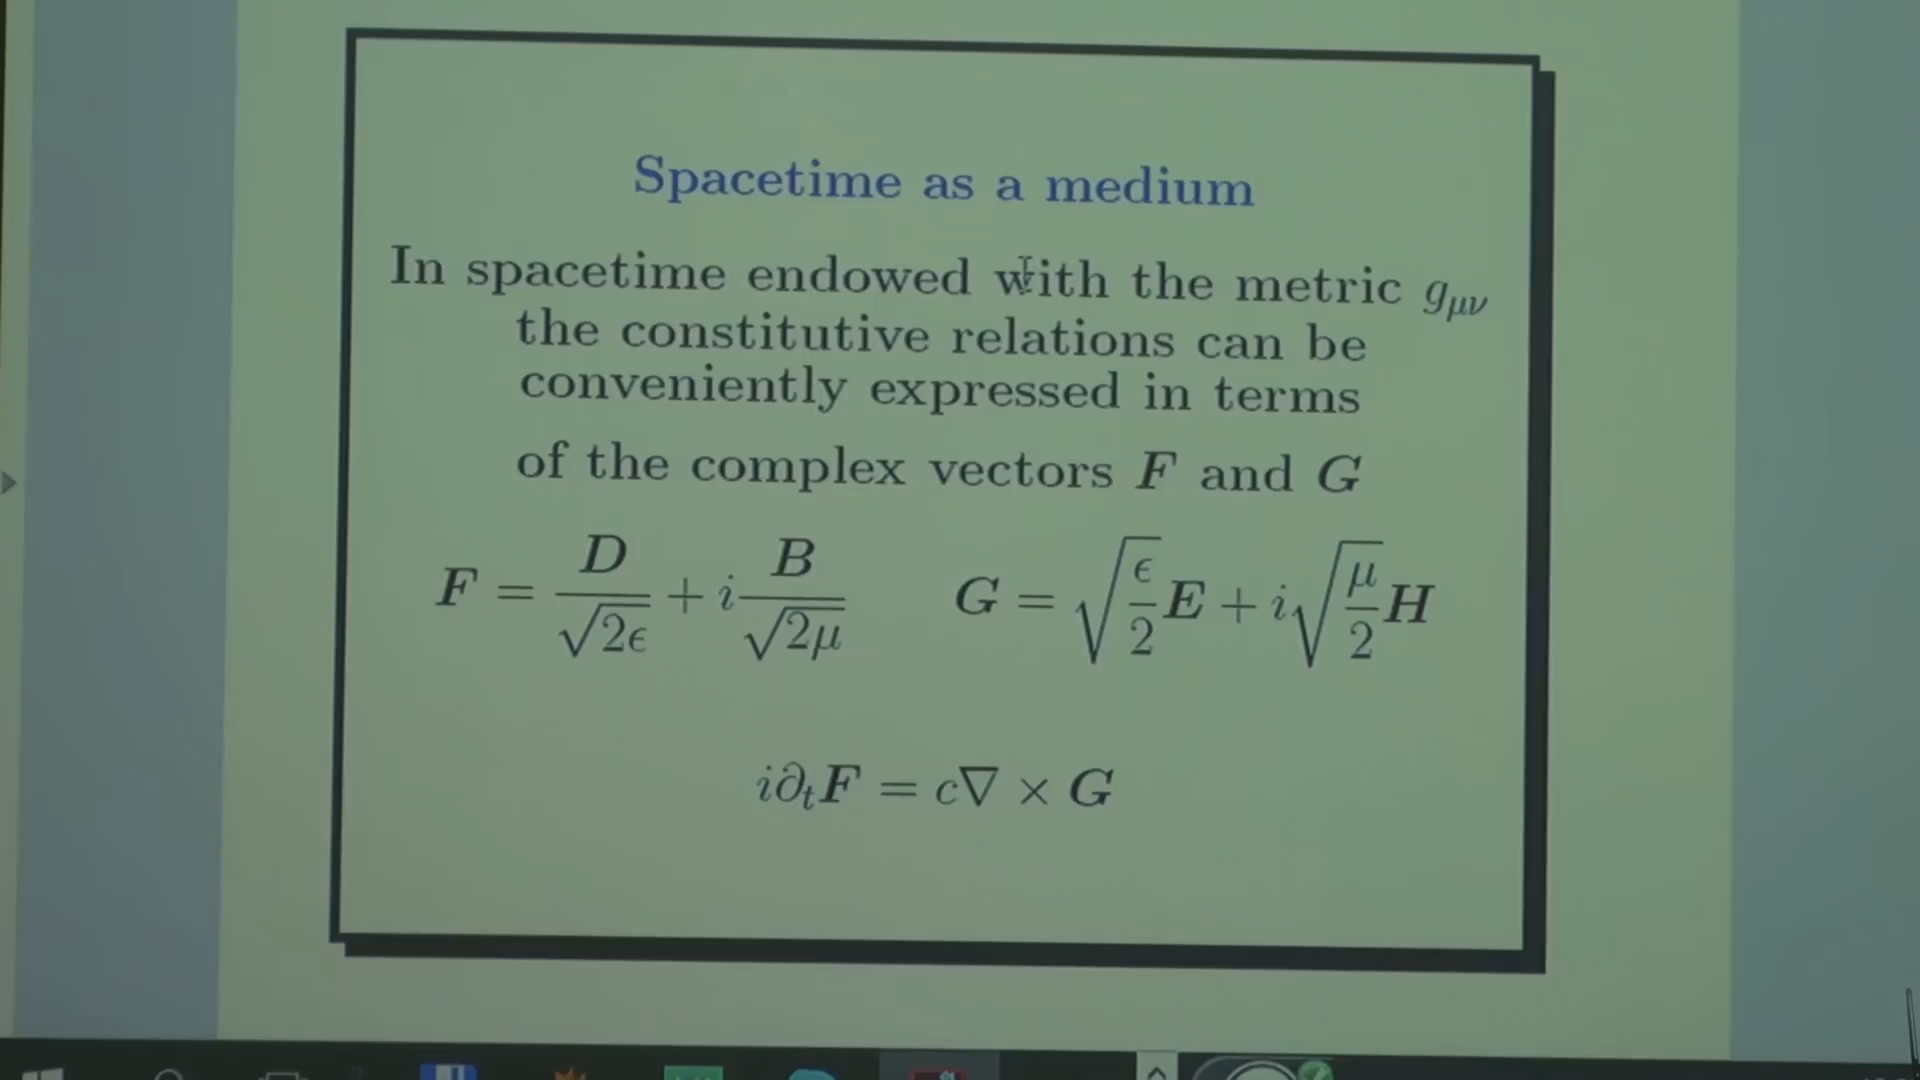 Spacetime as a medium
In spacetime endowed with the metric g_{μν}
the constitutive relations can be
conveniently expressed in terms
of the complex vectors F and G
F = D/√(2ϵ) + i B/√(2μ)    G = √(ϵ/2) E + i √(μ/2) H
i∂_t F = c∇ × G